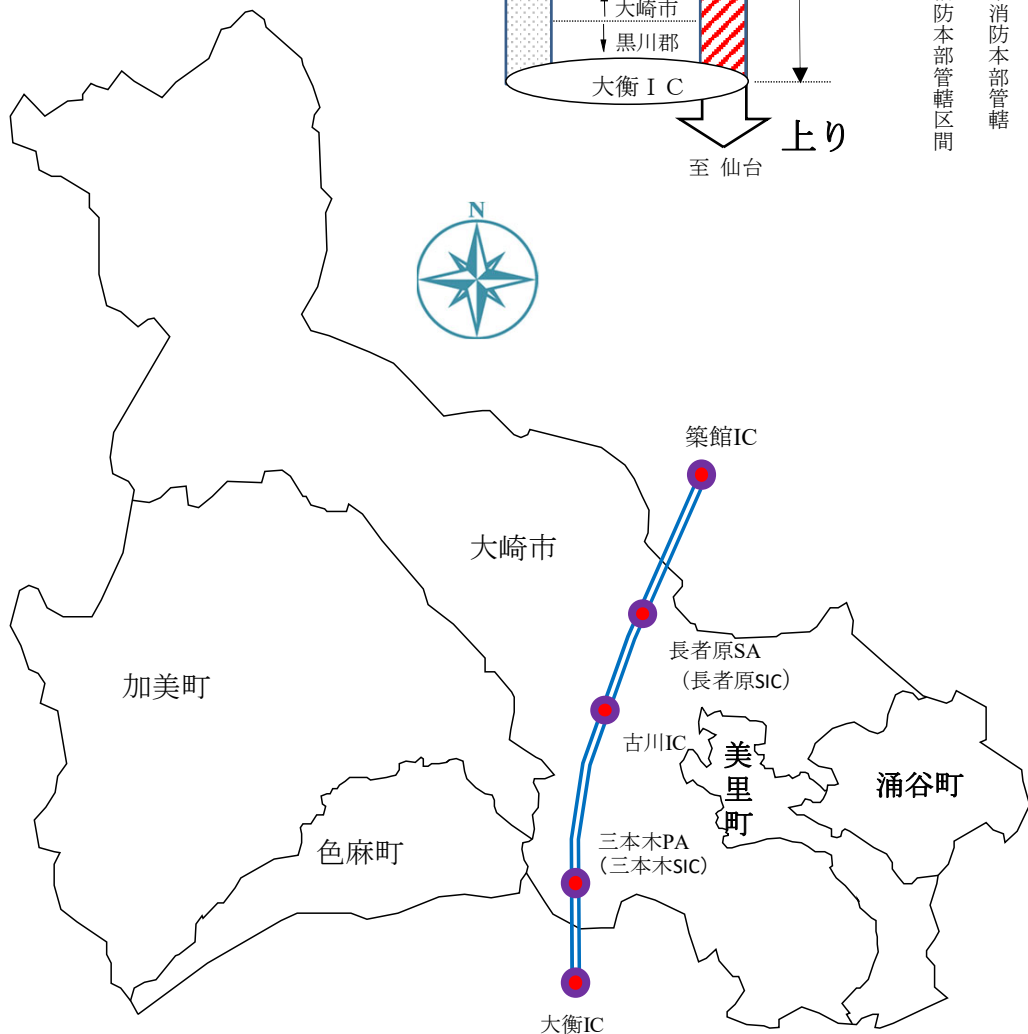 ↑大崎市
↓黒川郡
大衡ＩＣ
上り
至 仙台
消防本部管轄
防本部管轄区間
N
築館IC
大崎市
長者原SA
（長者原SIC）
加美町
古川IC
美里町
涌谷町
三本木PA
（三本木SIC）
色麻町
大衡IC